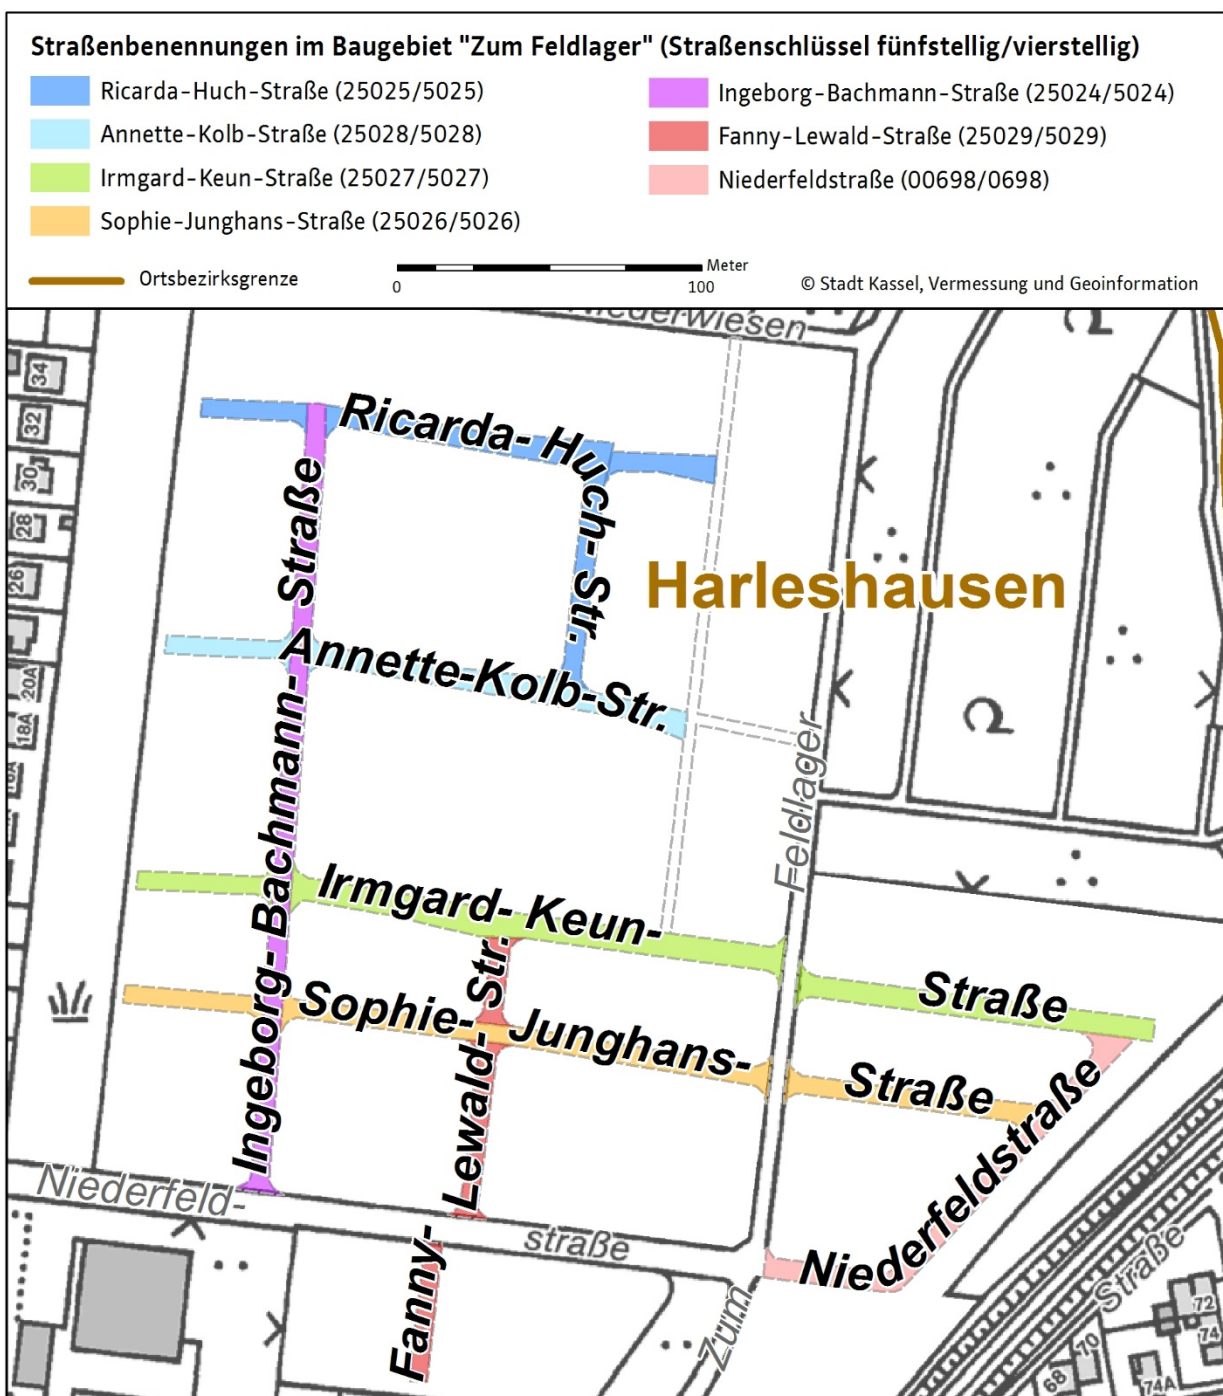 Straßenbenennungen im Baugebiet "Zum Feldlager" (Straßenschlüssel fünfstellig/vierstellig)
Ricarda-Huch-Straße (25025/5025)
Annette-Kolb-Straße (25028/5028)
Irmgard-Keun-Straße (25027/5027)
Sophie-Junghans-Straße (25026/5026)
Ingeborg-Bachmann-Straße (25024/5024)
Fanny-Lewald-Straße (25029/5029)
Niederfeldstraße (00698/0698)
Ortsbezirksgrenze
Meter
0 100
© Stadt Kassel, Vermessung und Geoinformation
34
32
30
28
26
20A
18A
Ricarda-Huch-Str.
Harleshausen
Annette-Kolb-Str.
Ingeborg-Bachmann-Straße
Irmgard-Keun-Straße
Sophie-Junghans-Straße
Fanny-Lewald-Str.
Zum Feldlager
Niederfeldstraße
Niederfeld-straße
Straße
72
74
70
68
74A